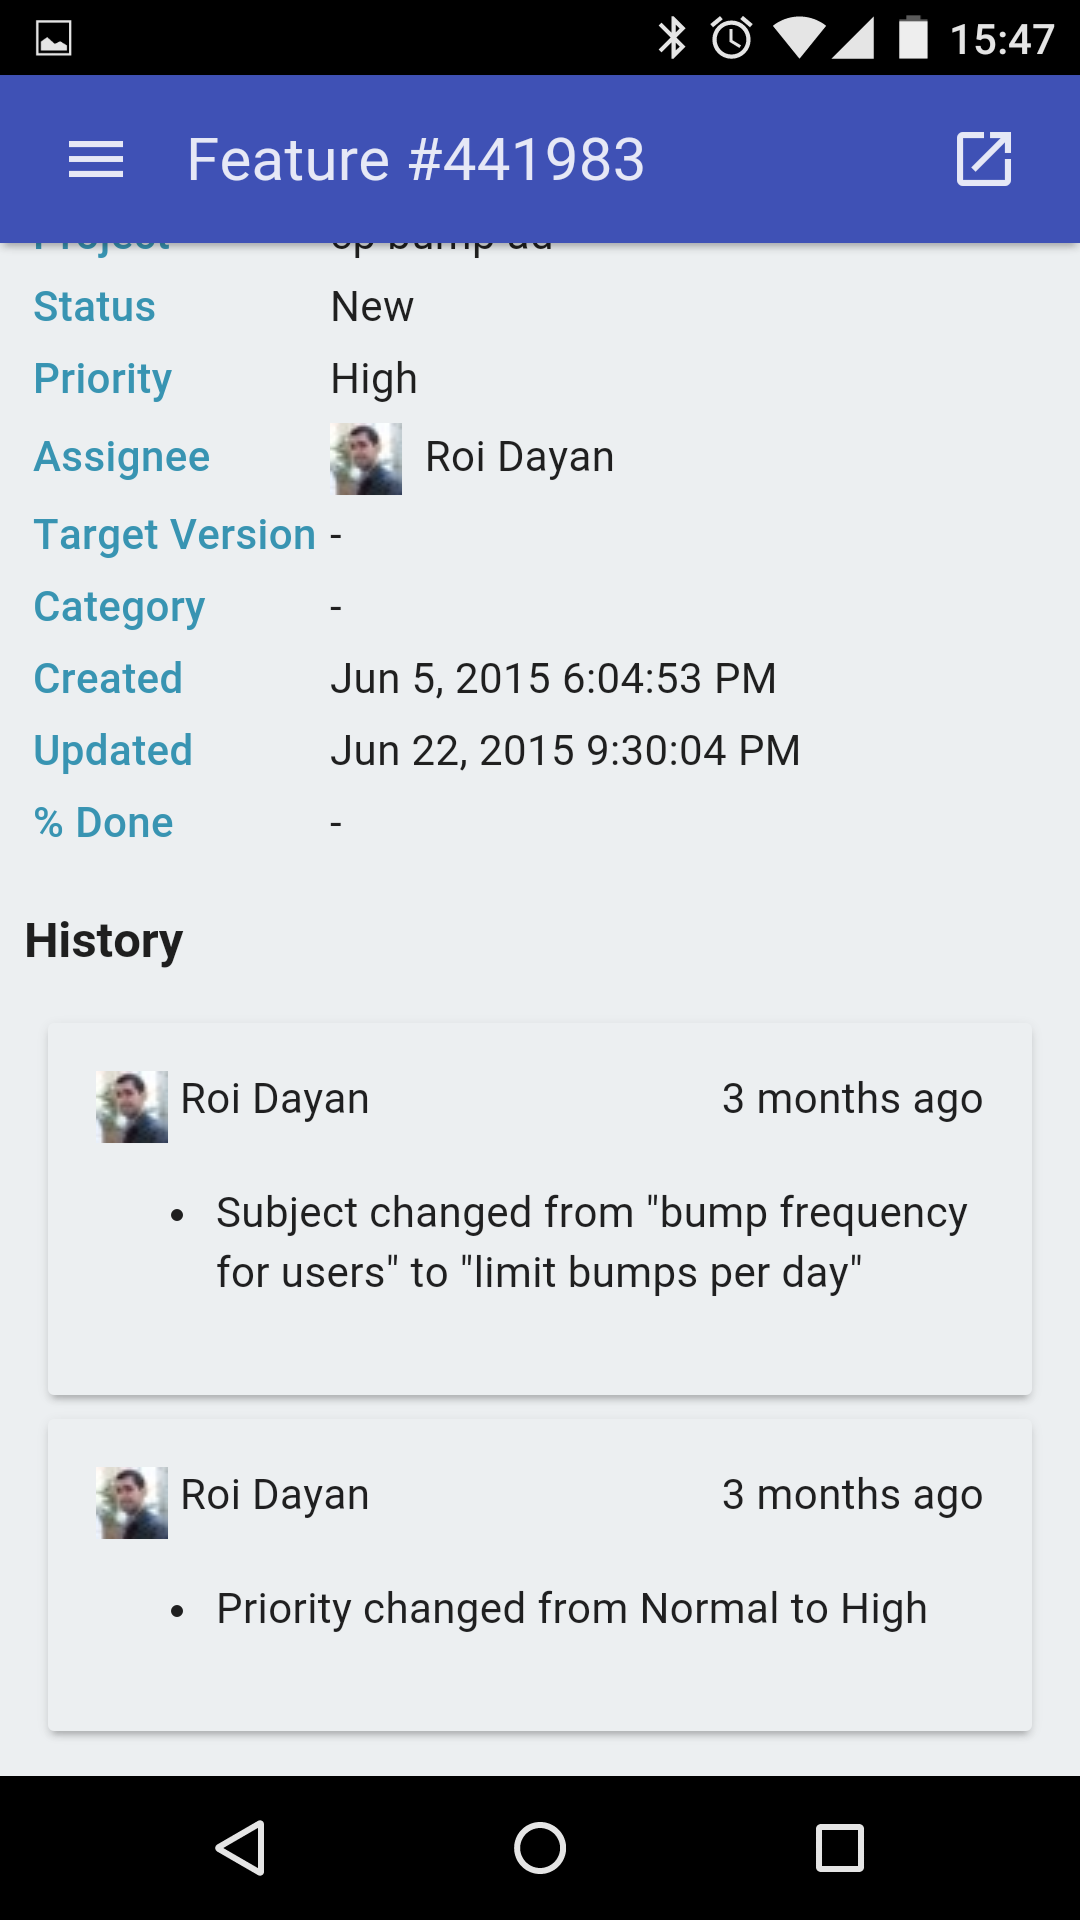 15:47
Feature #441983
Project
Status New
Priority High
Assignee Roi Dayan
Target Version -
Category -
Created Jun 5, 2015 6:04:53 PM
Updated Jun 22, 2015 9:30:04 PM
% Done -
History
Roi Dayan 3 months ago
• Subject changed from "bump frequency
for users" to "limit bumps per day"
Roi Dayan 3 months ago
• Priority changed from Normal to High